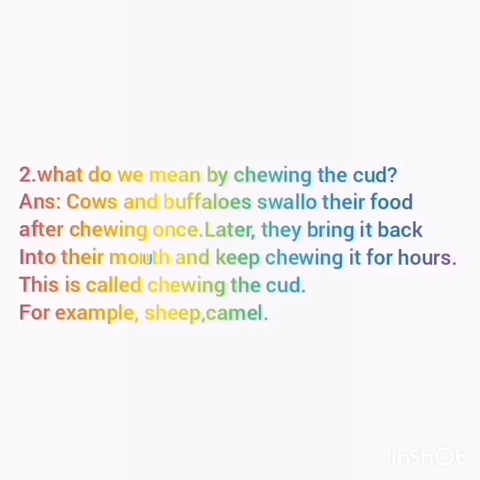 2.what do we mean by chewing the cud?
Ans: Cows and buffaloes swallo their food
after chewing once.Later, they bring it back
Into their mouth and keep chewing it for hours.
This is called chewing the cud.
For example, sheep,camel.
InShOt